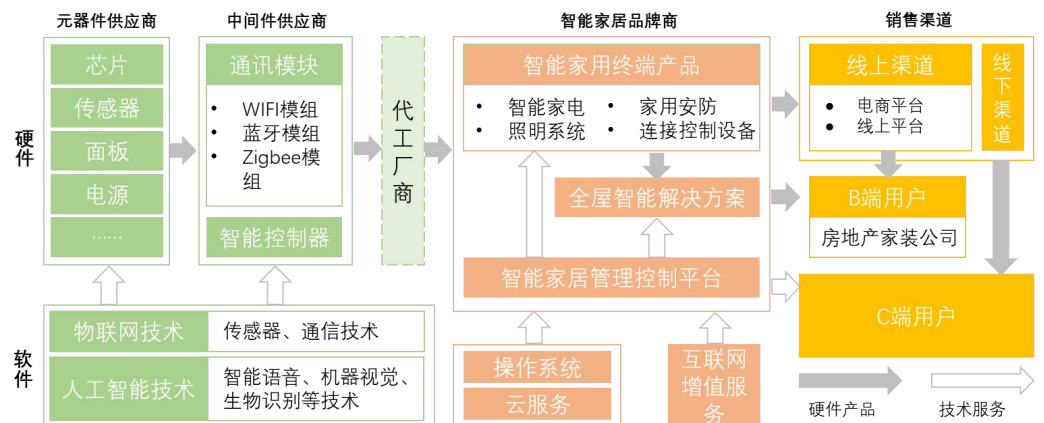 元器件供应商
中间件供应商
智能家居品牌商
销售渠道
硬件
芯片
传感器
面板
电源
……
通讯模块
• WIFI模组
• 蓝牙模组
• Zigbee模
组
智能控制器
代工厂商
智能家用终端产品
• 智能家电
• 照明系统
• 家用安防
• 连接控制设备
全屋智能解决方案
智能家居管理控制平台
线上渠道
● 电商平台
● 线上平台
线下渠道
B端用户
房地产家装公司
C端用户
软件
物联网技术
传感器、通信技术
人工智能技术
智能语音、机器视觉、
生物识别等技术
操作系统
云服务
互联网
增值服
务
硬件产品
技术服务